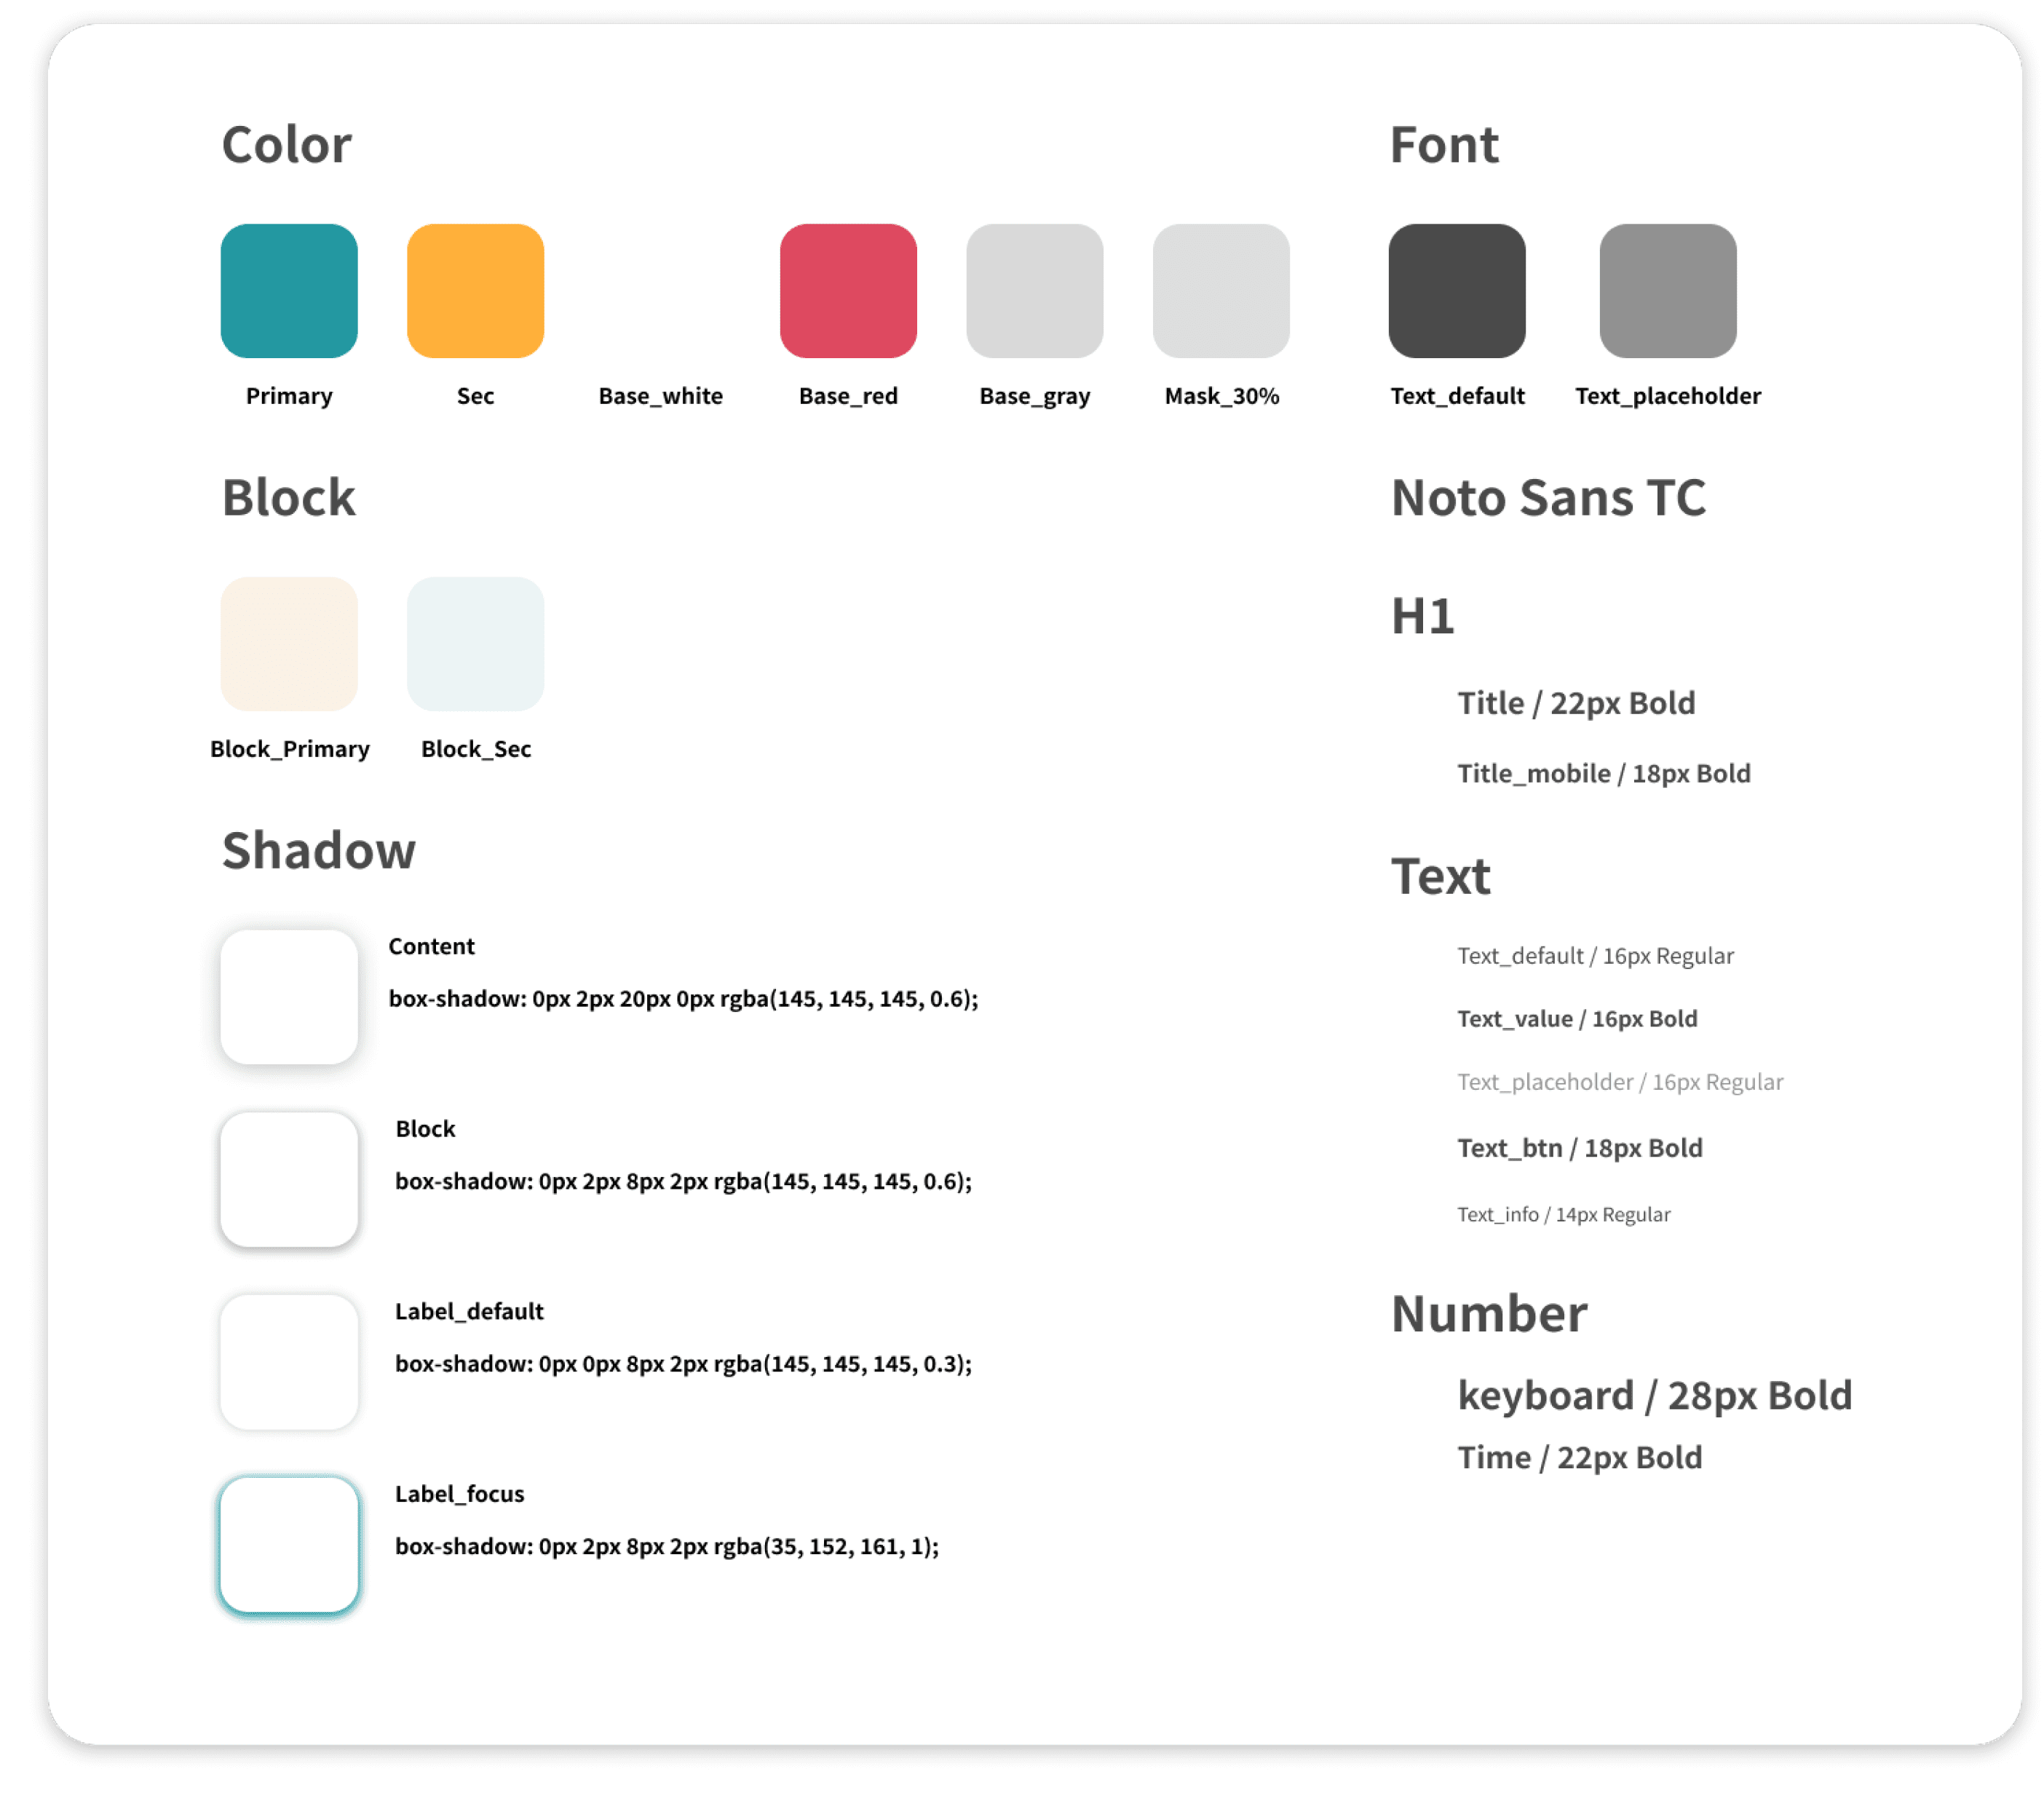 Color
Primary
Sec
Base_white
Base_red
Base_gray
Mask_30%
Block
Block_Primary
Block_Sec
Shadow
Content
box-shadow: 0px 2px 20px 0px rgba(145, 145, 145, 0.6);
Block
box-shadow: 0px 2px 8px 2px rgba(145, 145, 145, 0.6);
Label_default
box-shadow: 0px 0px 8px 2px rgba(145, 145, 145, 0.3);
Label_focus
box-shadow: 0px 2px 8px 2px rgba(35, 152, 161, 1);
Font
Text_default
Text_placeholder
Noto Sans TC
H1
Title / 22px Bold
Title_mobile / 18px Bold
Text
Text_default / 16px Regular
Text_value / 16px Bold
Text_placeholder / 16px Regular
Text_btn / 18px Bold
Text_info / 14px Regular
Number
keyboard / 28px Bold
Time / 22px Bold